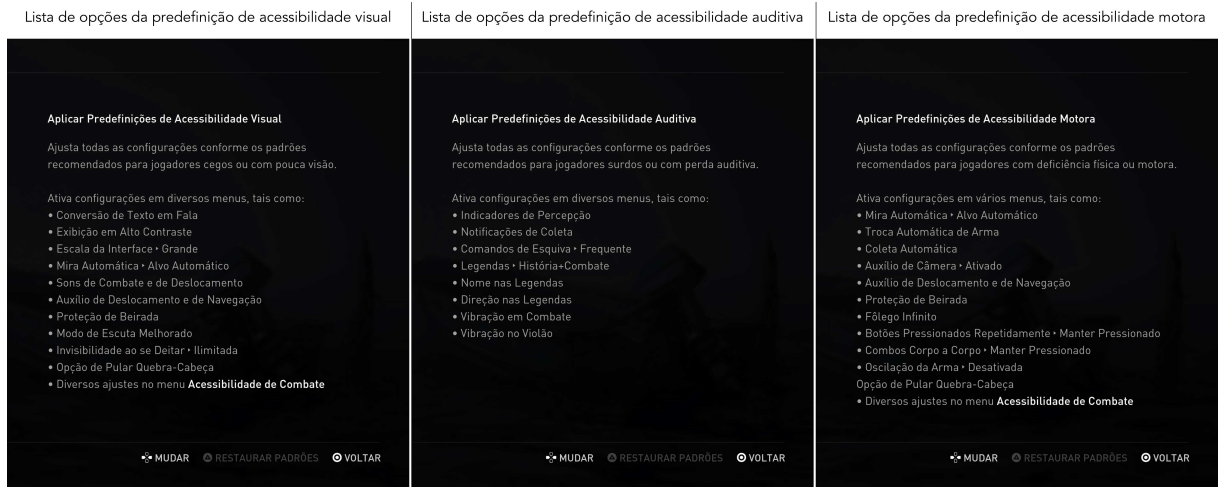 Lista de opções da predefinição de acessibilidade visual
Aplicar Predefinições de Acessibilidade Visual
Ajusta todas as configurações conforme os padrões
recomendados para jogadores cegos ou com pouca visão.
Ativa configurações em diversos menus, tais como:
• Conversão de Texto em Fala
• Exibição em Alto Contraste
• Escala da Interface ‣ Grande
• Mira Automática ‣ Alvo Automático
• Sons de Combate e de Deslocamento
• Auxílio de Deslocamento e de Navegação
• Proteção de Beirada
• Modo de Escuta Melhorado
• Invisibilidade ao se Deitar ‣ Ilimitada
• Opção de Pular Quebra-Cabeça
• Diversos ajustes no menu Acessibilidade de Combate
MUDAR RESTAURAR PADRÕES VOLTAR
Lista de opções da predefinição de acessibilidade auditiva
Aplicar Predefinições de Acessibilidade Auditiva
Ajusta todas as configurações conforme os padrões
recomendados para jogadores surdos ou com perda auditiva.
Ativa configurações em diversos menus, tais como:
• Indicadores de Percepção
• Notificações de Coleta
• Comandos de Esquiva ‣ Frequente
• Legendas ‣ História+Combate
• Nome nas Legendas
• Direção nas Legendas
• Vibração em Combate
• Vibração no Violão
MUDAR RESTAURAR PADRÕES VOLTAR
Lista de opções da predefinição de acessibilidade motora
Aplicar Predefinições de Acessibilidade Motora
Ajusta todas as configurações conforme os padrões
recomendados para jogadores com deficiência física ou motora.
Ativa configurações em vários menus, tais como:
• Mira Automática ‣ Alvo Automático
• Troca Automática de Arma
• Coleta Automática
• Auxílio de Câmera ‣ Ativado
• Auxílio de Deslocamento e de Navegação
• Proteção de Beirada
• Fôlego Infinito
• Botões Pressionados Repetidamente ‣ Manter Pressionado
• Combos Corpo a Corpo ‣ Manter Pressionado
• Oscilação da Arma ‣ Desativada
Opção de Pular Quebra-Cabeça
• Diversos ajustes no menu Acessibilidade de Combate
MUDAR RESTAURAR PADRÕES VOLTAR